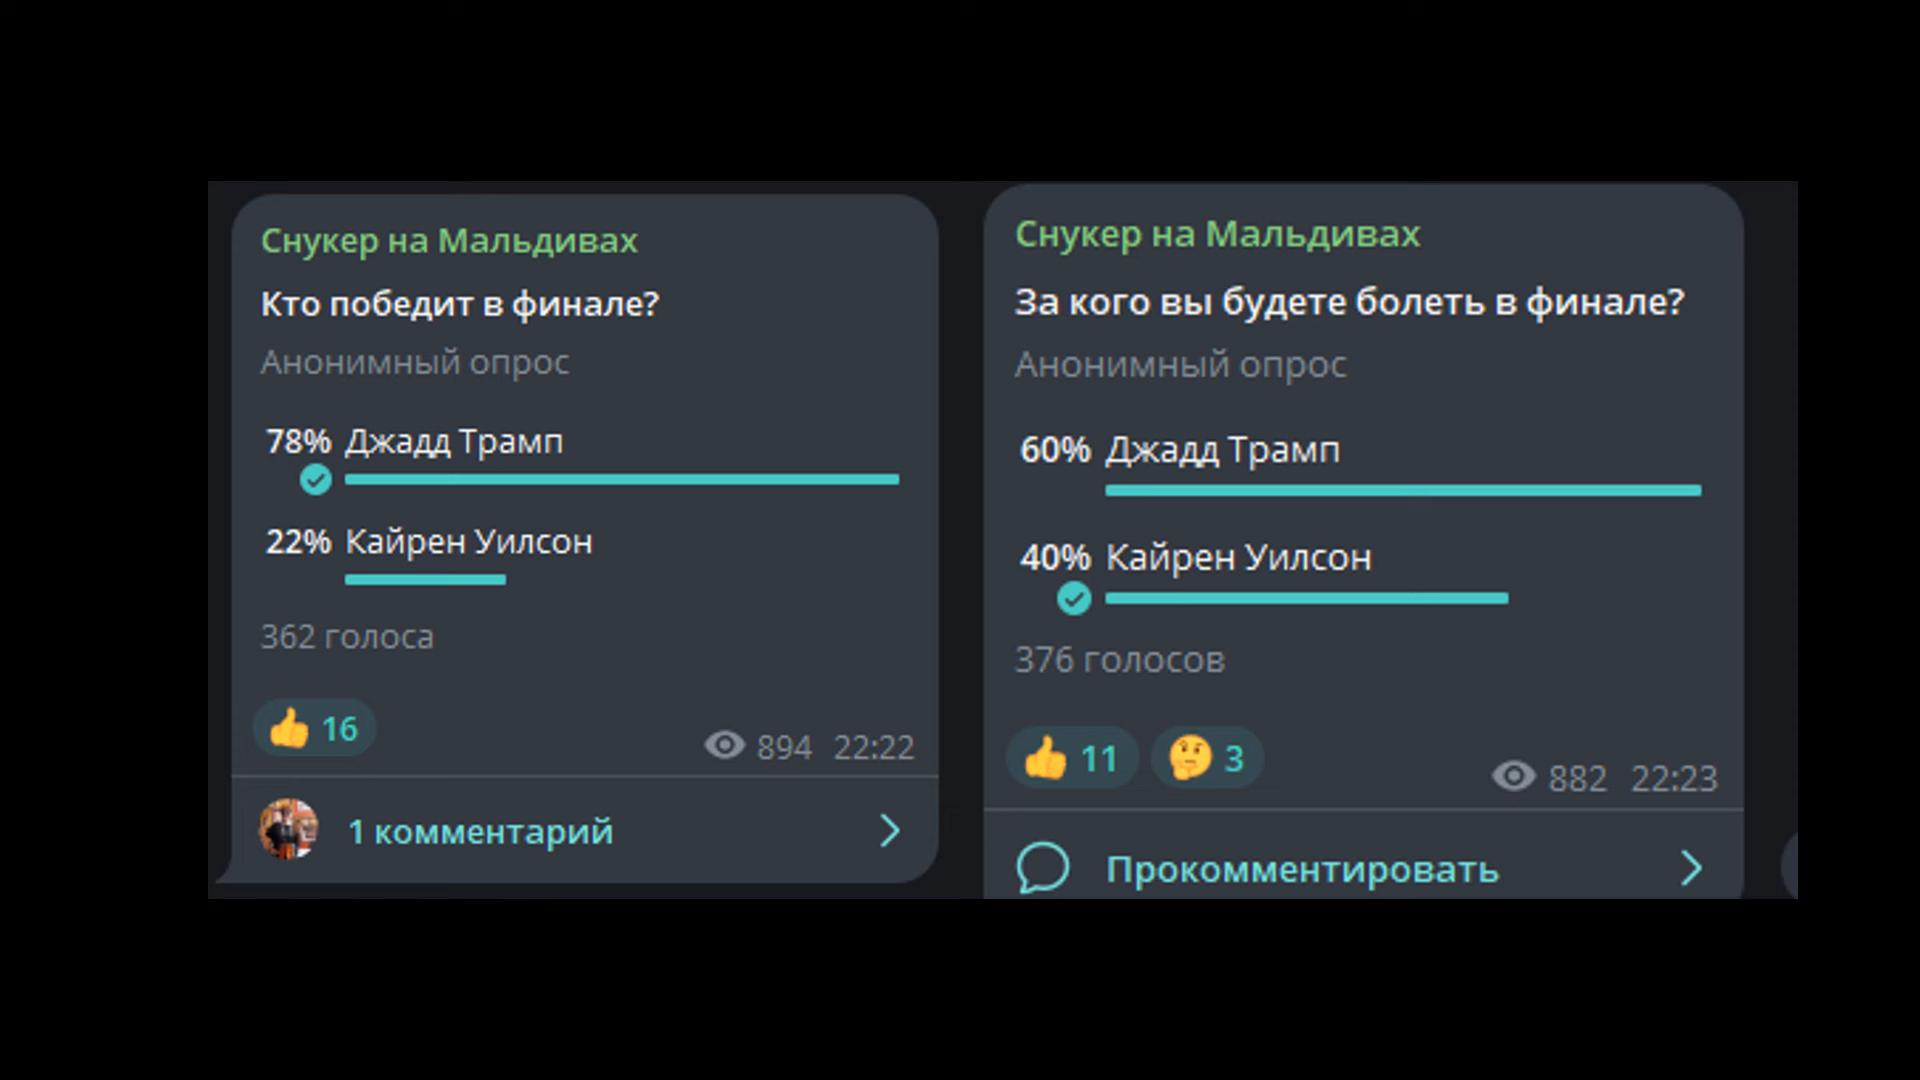 Снукер на Мальдивах
Кто победит в финале?
Анонимный опрос
78% Джадд Трамп
22% Кайрен Уилсон
362 голоса
👍 16
894 22:22
1 комментарий
Снукер на Мальдивах
За кого вы будете болеть в финале?
Анонимный опрос
60% Джадд Трамп
40% Кайрен Уилсон
376 голосов
👍 11 🤔 3
882 22:23
Прокомментировать